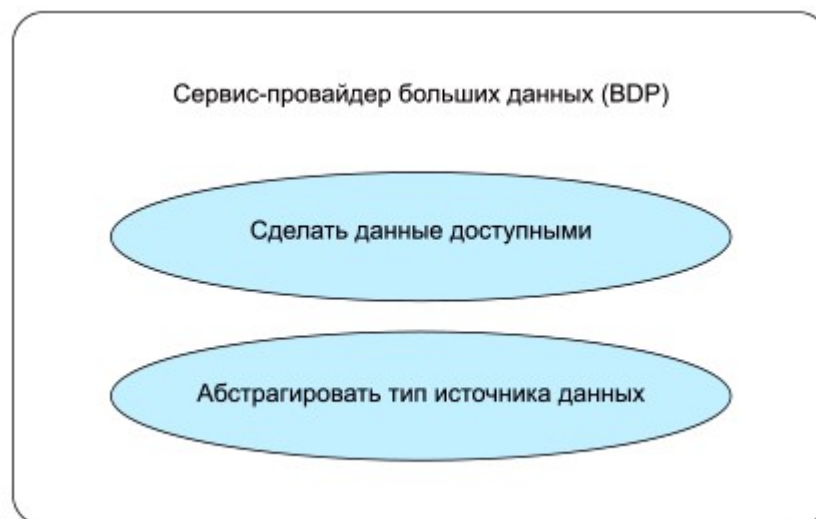 Сервис-провайдер больших данных (BDP)
Сделать данные доступными
Абстрагировать тип источника данных